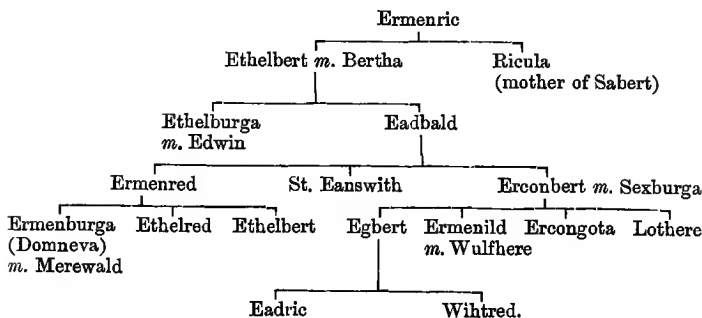 Ermenric
Ethelbert m. Bertha Ricula
(mother of Sabert)
Ethelburga Eadbald
m. Edwin
Ermenred St. Eanswith Erconbert m. Sexburga
Ermenburga Ethelred Ethelbert Egbert Ermenild Ercongota Lothere
(Domneva) m. Wulfhere
m. Merewald
Eadric Wihtred.